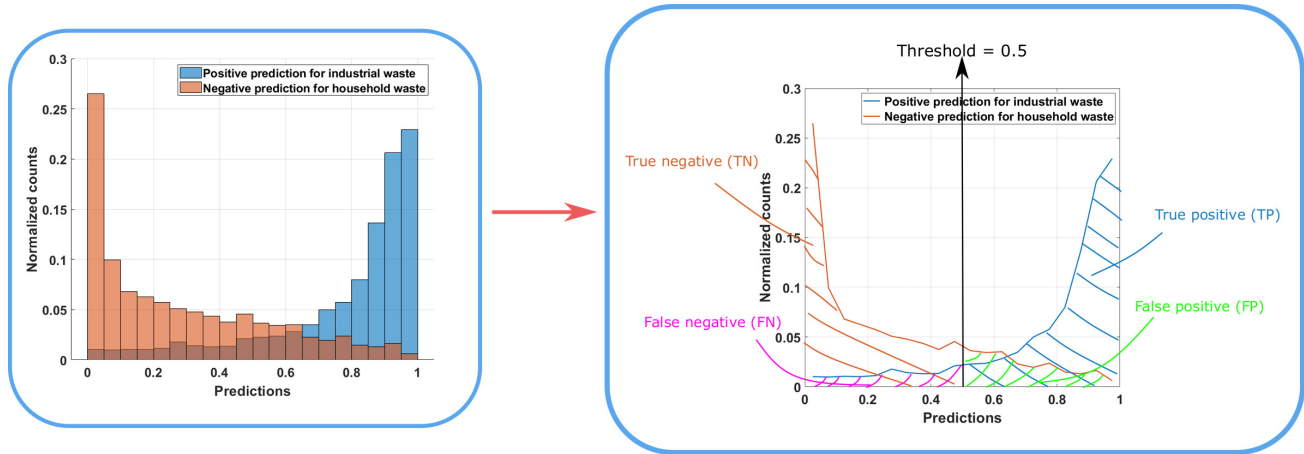 0.3
0.25
0.2
0.15
0.1
0.05
0
Normalized counts
Positive prediction for industrial waste
Negative prediction for household waste
0 0.2 0.4 0.6 0.8 1
Predictions
Threshold = 0.5
0.3
0.25
0.2
0.15
0.1
0.05
0
Normalized counts
Positive prediction for industrial waste
Negative prediction for household waste
True negative (TN)
True positive (TP)
False negative (FN)
False positive (FP)
0 0.2 0.4 0.6 0.8 1
Predictions